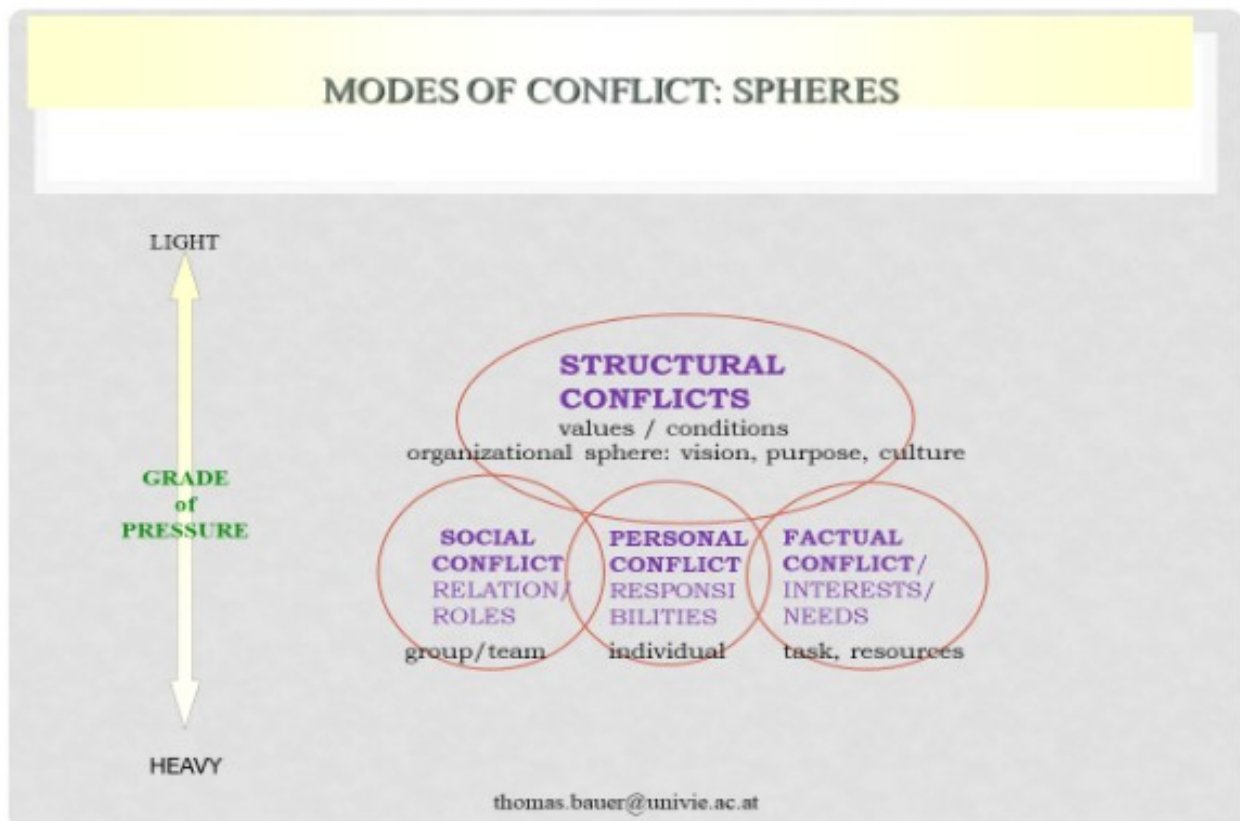 MODES OF CONFLICT: SPHERES
LIGHT
GRADE
of
PRESSURE
HEAVY
STRUCTURAL
CONFLICTS
values / conditions
organizational sphere: vision, purpose, culture
SOCIAL
CONFLICT
RELATION/
ROLES
group/team
PERSONAL
CONFLICT
RESPONSI
BILITIES
individual
FACTUAL
CONFLICT/
INTERESTS/
NEEDS
task, resources
thomas.bauer@univie.ac.at